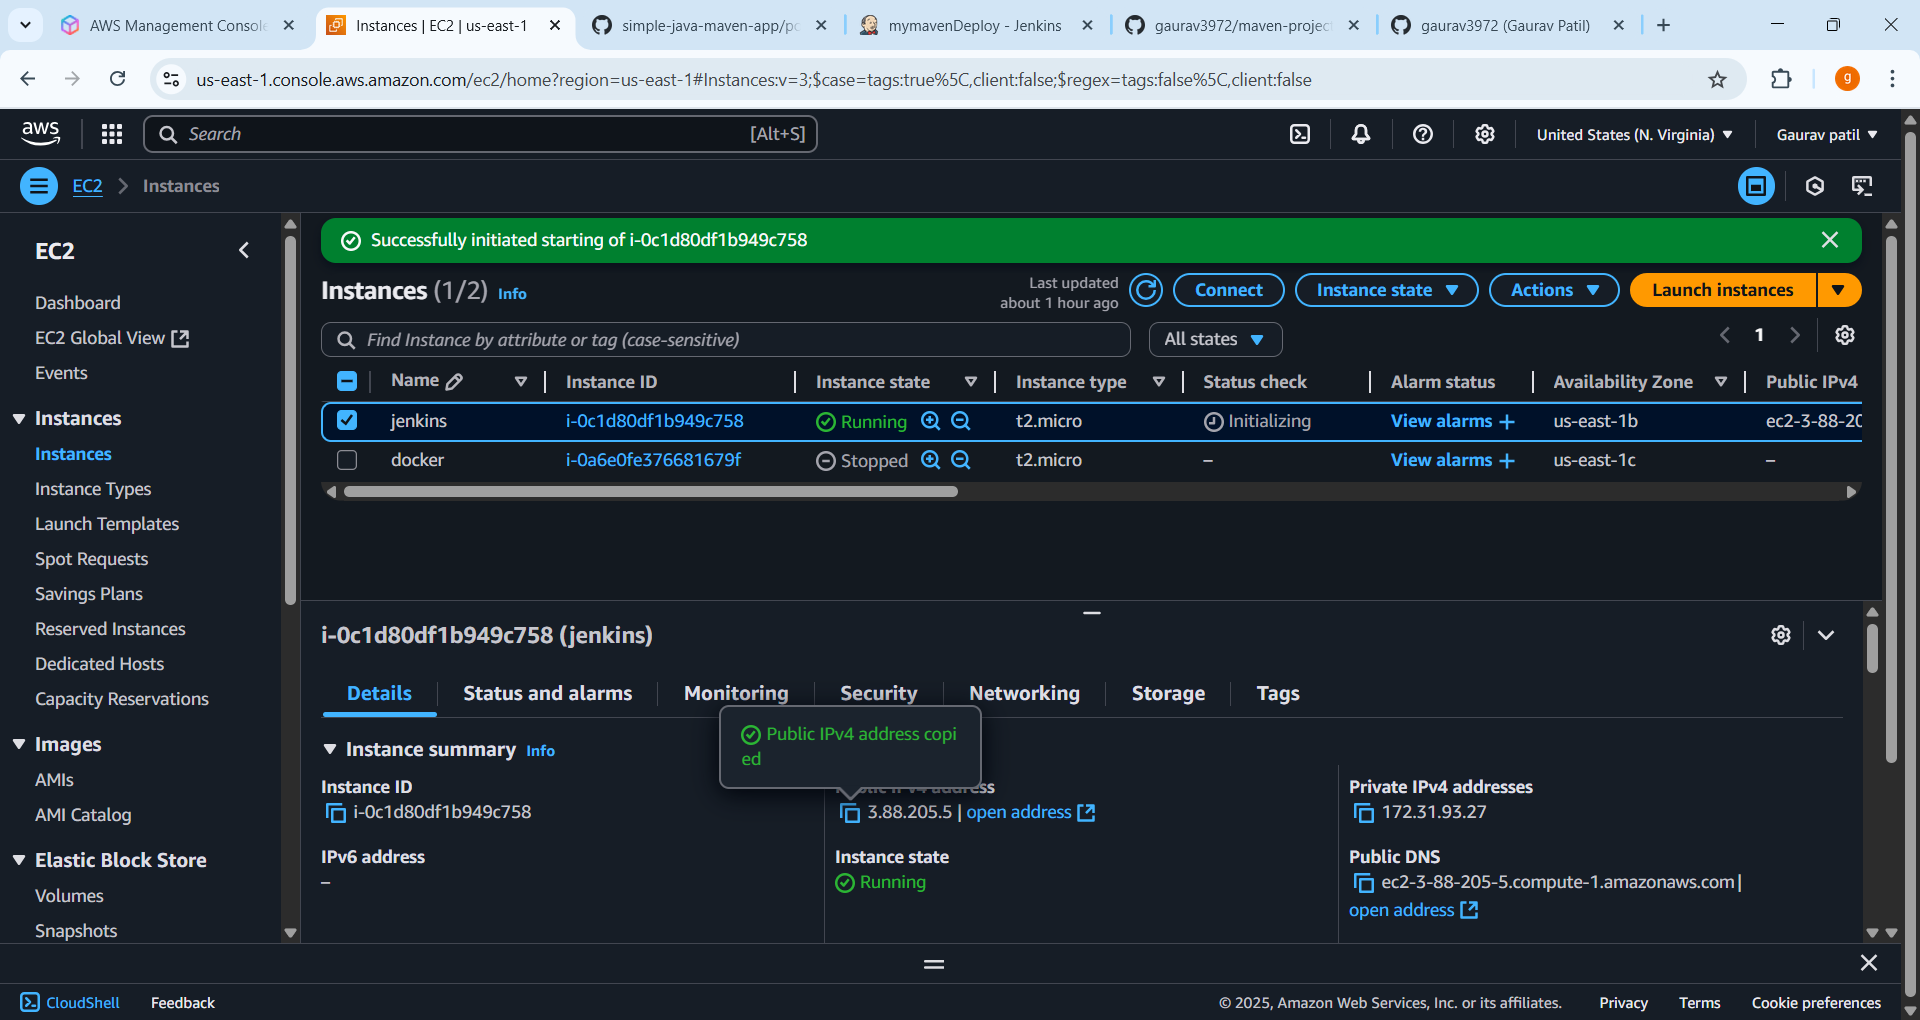 AWS Management Console
Instances | EC2 | us-east-1
simple-java-maven-app/po
mymavenDeploy - Jenkins
gaurav3972/maven-project
gaurav3972 (Gaurav Patil)
us-east-1.console.aws.amazon.com/ec2/home?region=us-east-1#Instances:v=3;$case=tags:true%5C,client:false;$regex=tags:false%5C,client:false
g
aws
Search
[Alt+S]
United States (N. Virginia)
Gaurav patil
EC2
Instances
EC2
Dashboard
EC2 Global View
Events
Instances
Instances
Instance Types
Launch Templates
Spot Requests
Savings Plans
Reserved Instances
Dedicated Hosts
Capacity Reservations
Images
AMIs
AMI Catalog
Elastic Block Store
Volumes
Snapshots
Successfully initiated starting of i-0c1d80df1b949c758
Instances (1/2) Info
Last updated
about 1 hour ago
Connect
Instance state
Actions
Launch instances
Find Instance by attribute or tag (case-sensitive)
All states
1
Name Instance ID Instance state Instance type Status check Alarm status Availability Zone Public IPv4
jenkins i-0c1d80df1b949c758 Running t2.micro Initializing View alarms + us-east-1b ec2-3-88-20
docker i-0a6e0fe376681679f Stopped t2.micro – View alarms + us-east-1c –
i-0c1d80df1b949c758 (jenkins)
Details Status and alarms Monitoring Security Networking Storage Tags
Public IPv4 address copi
ed
Instance summary Info
Instance ID
i-0c1d80df1b949c758
Public IPv4 address
3.88.205.5 | open address
Private IPv4 addresses
172.31.93.27
IPv6 address
–
Instance state
Running
Public DNS
ec2-3-88-205-5.compute-1.amazonaws.com |
open address
CloudShell
Feedback
© 2025, Amazon Web Services, Inc. or its affiliates.
Privacy
Terms
Cookie preferences